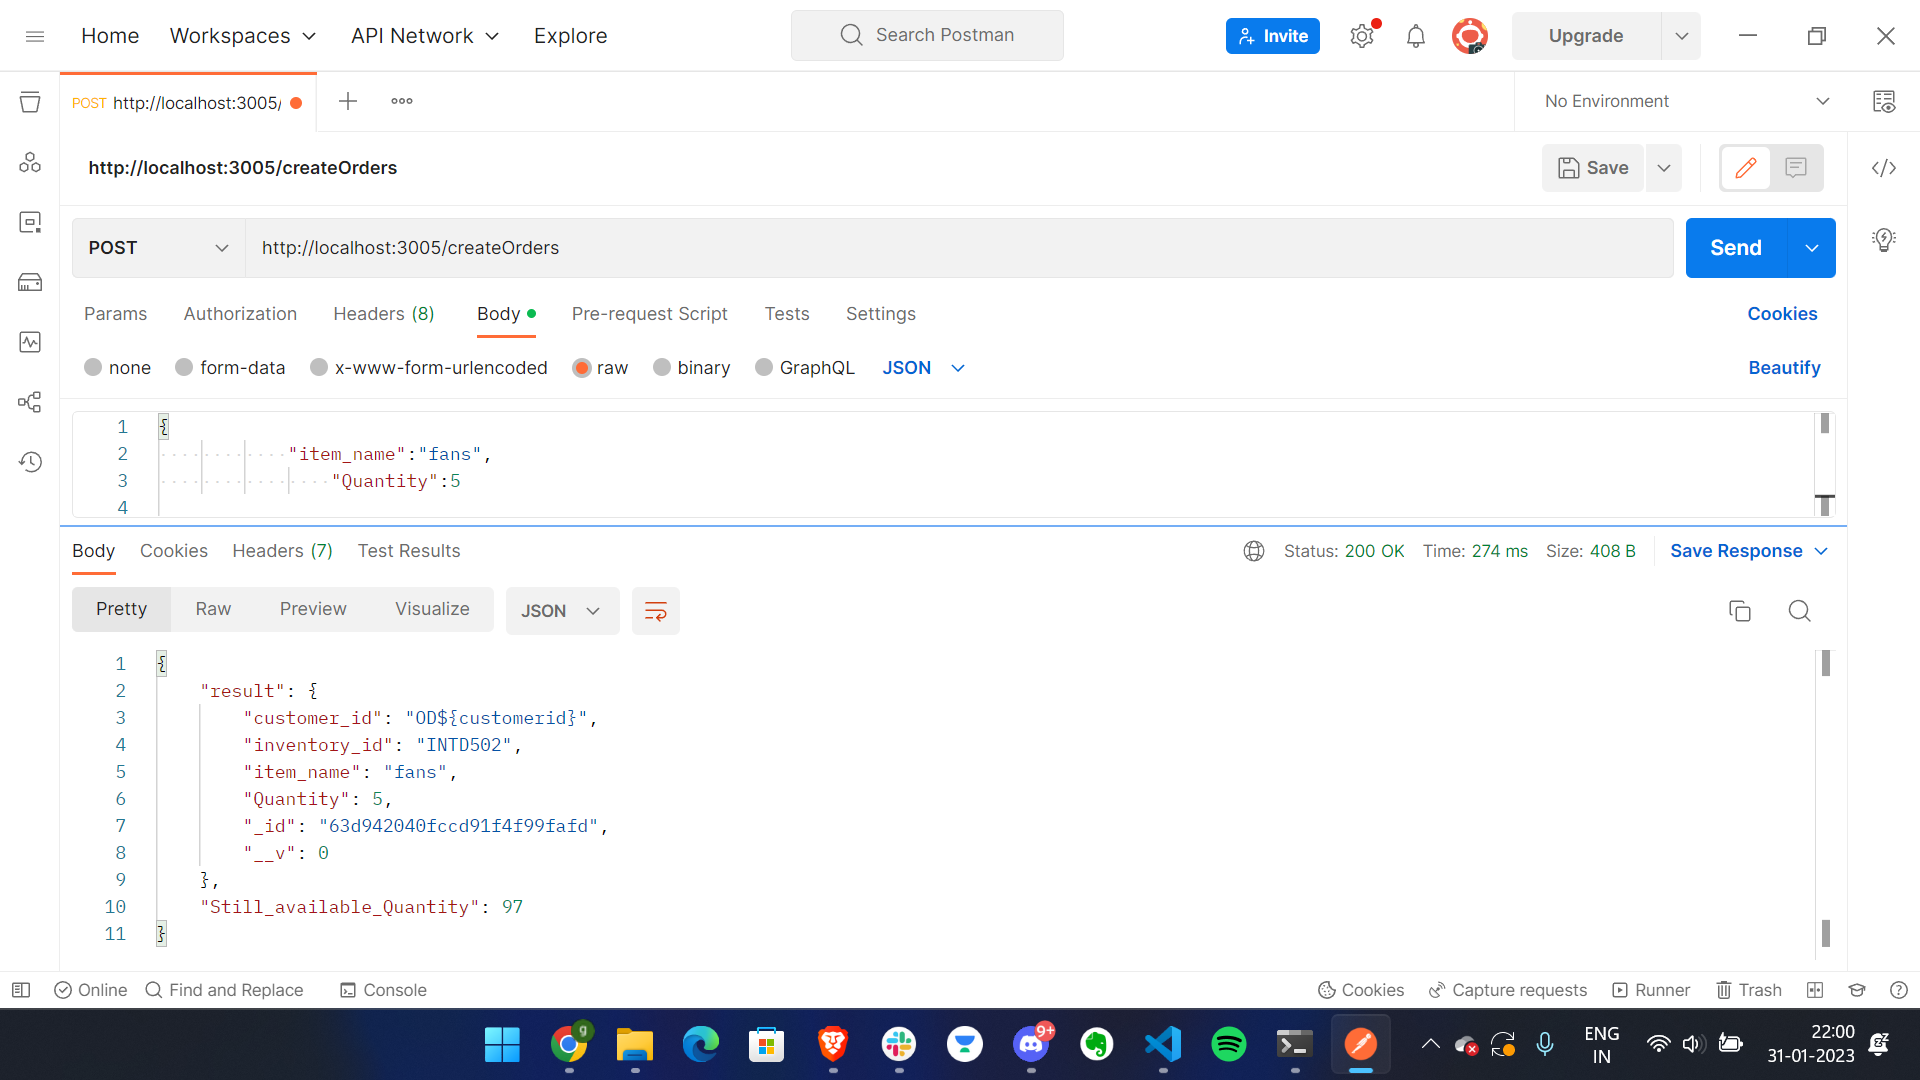 Home Workspaces API Network Explore Search Postman Invite Upgrade
POST http://localhost:3005/ No Environment
http://localhost:3005/createOrders Save
POST http://localhost:3005/createOrders Send
Params Authorization Headers (8) Body Pre-request Script Tests Settings Cookies
none form-data x-www-form-urlencoded raw binary GraphQL JSON Beautify
1 {
2 "item_name":"fans",
3 "Quantity":5
4
Body Cookies Headers (7) Test Results Status: 200 OK Time: 274 ms Size: 408 B Save Response
Pretty Raw Preview Visualize JSON
1 {
2 "result": {
3 "customer_id": "OD${customerid}",
4 "inventory_id": "INTD502",
5 "item_name": "fans",
6 "Quantity": 5,
7 "_id": "63d942040fccd91f4f99fafd",
8 "__v": 0
9 },
10 "Still_available_Quantity": 97
11 }
Online Find and Replace Console Cookies Capture requests Runner Trash
g 9+ ENG 22:00
IN 31-01-2023